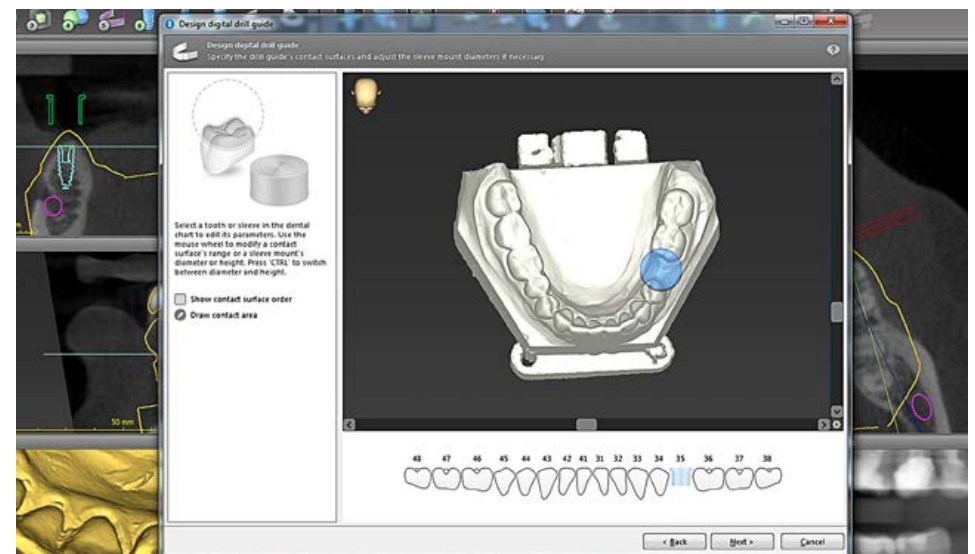 Design digital drill guide
Design digital drill guide
Specify the drill guide's contact surfaces and adjust the sleeve mount diameters if necessary.
Select a tooth or sleeve in the dental
chart to edit its parameters. Use the
mouse wheel to modify a contact
surface's range or a sleeve mount's
diameter or height. Press 'CTRL' to switch
between diameter and height.
Show contact surface order
Draw contact area
50 mm
48 47 46 45 44 43 42 41 31 32 33 34 35 36 37 38
< Back Next > Cancel